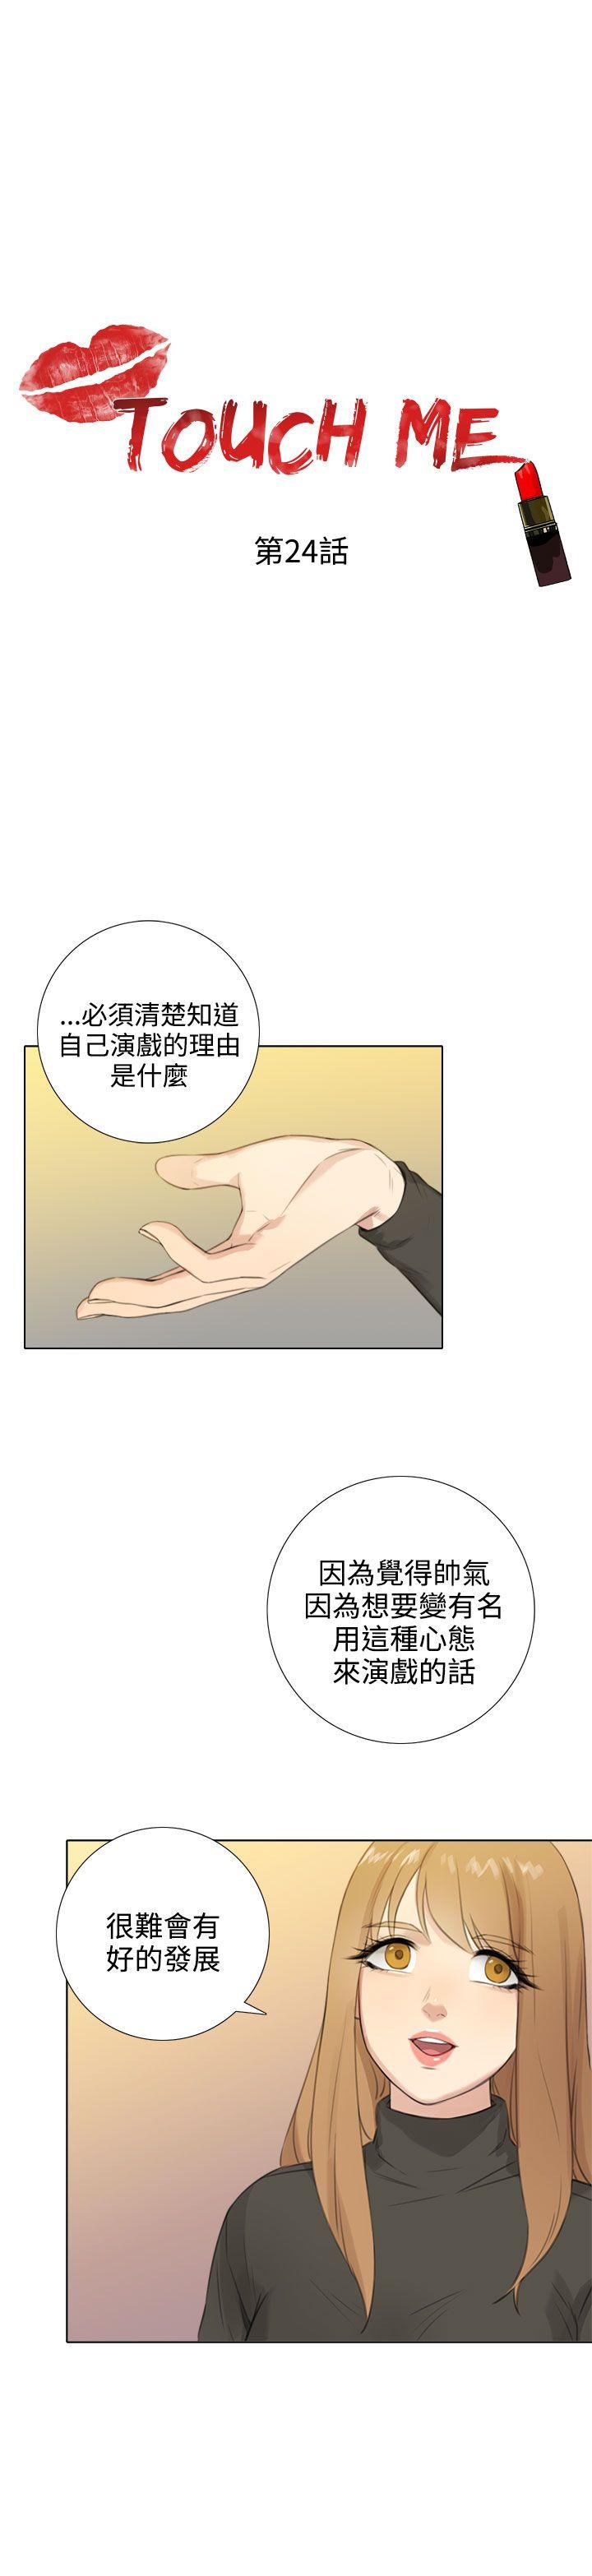 TOUCH ME
第24話
...必須清楚知道
自己演戲的理由
是什麼
因為覺得帥氣
因為想要變有名
用這種心態
來演戲的話
很難會有
好的發展